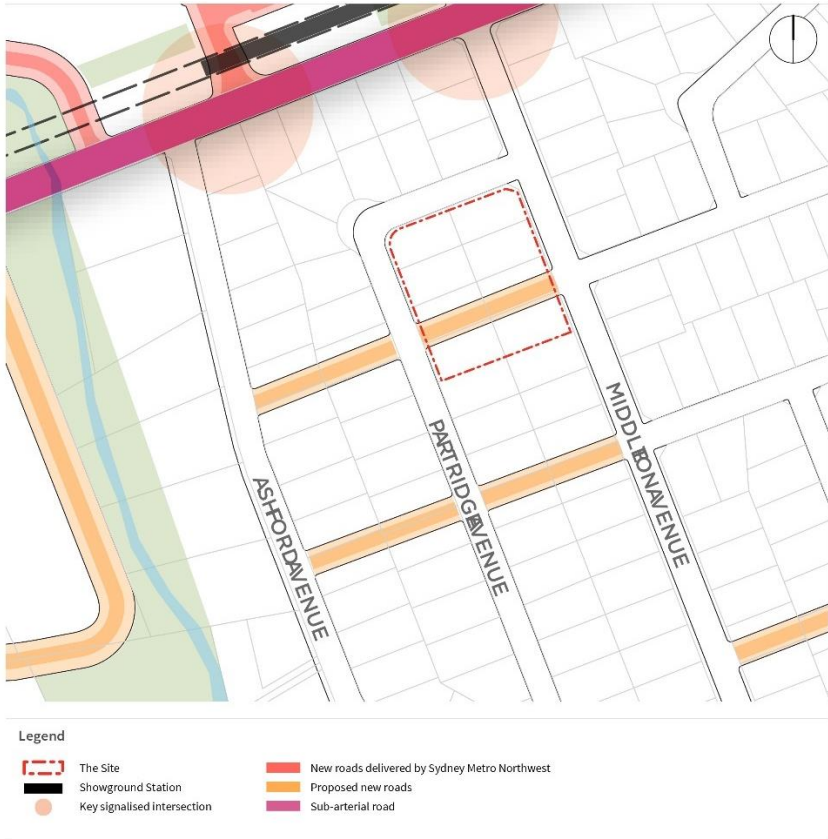 ASHFORD AVENUE
PARTRIDGE AVENUE
MIDDLETON AVENUE
Legend
The Site
Showground Station
Key signalised intersection
New roads delivered by Sydney Metro Northwest
Proposed new roads
Sub-arterial road